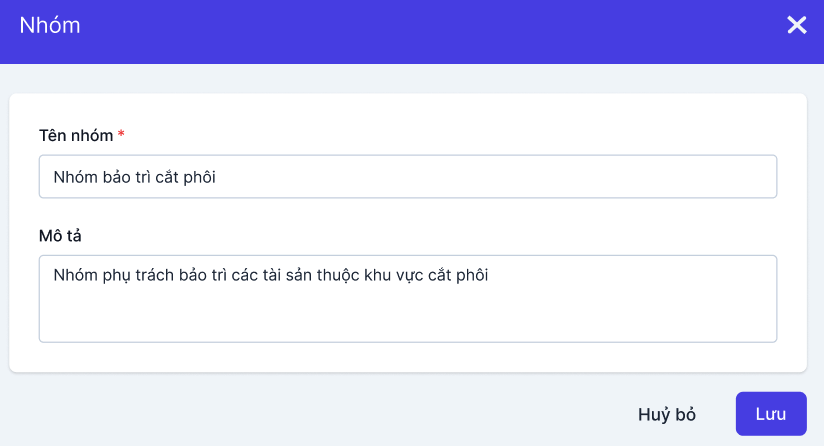 Nhóm
Tên nhóm *
Nhóm bảo trì cắt phôi
Mô tả
Nhóm phụ trách bảo trì các tài sản thuộc khu vực cắt phôi
Huỷ bỏ
Lưu